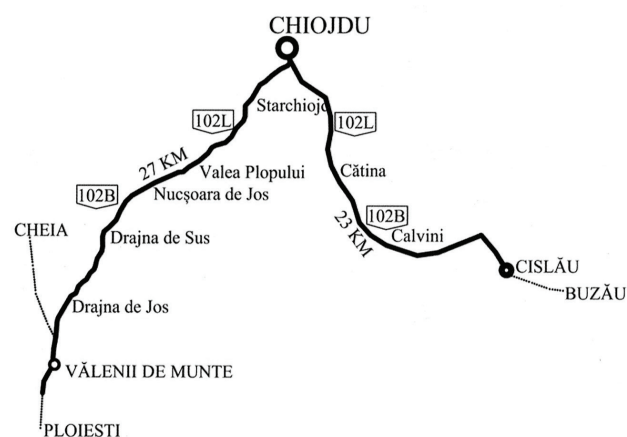 CHIOJDU
Starchiojd
102L
102L
27 KM
Valea Plopului
Cătina
Nucșoara de Jos
102B
102B
23 KM
CHEIA
Drajna de Sus
Calvini
CISLĂU
BUZĂU
Drajna de Jos
VĂLENII DE MUNTE
PLOIESTI